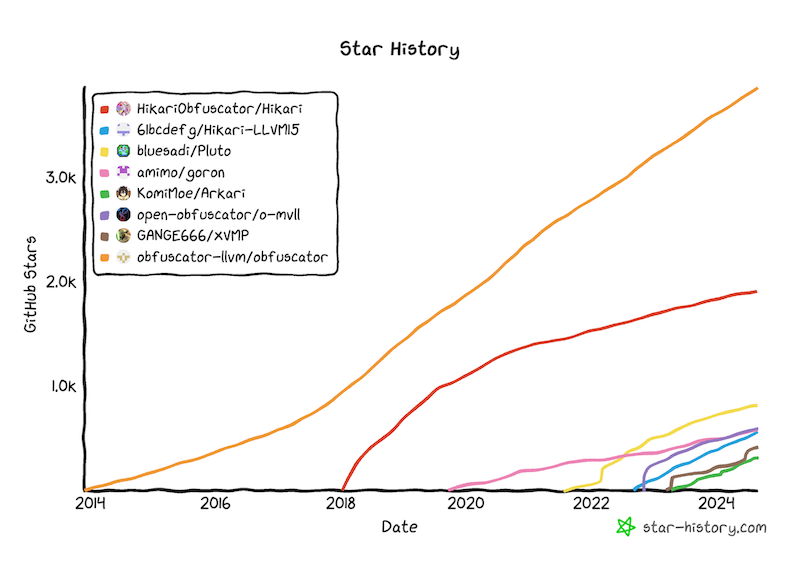 Star History
HikariObfuscator/Hikari
61bcdefg/Hikari-LLVM15
bluesadi/Pluto
amimo/goron
KomiMoe/Arkari
open-obfuscator/o-mvll
GANGE666/xVMP
obfuscator-llvm/obfuscator
GitHub Stars
3.0K
2.0K
1.0K
2014 2016 2018 2020 2022 2024
Date
star-history.com